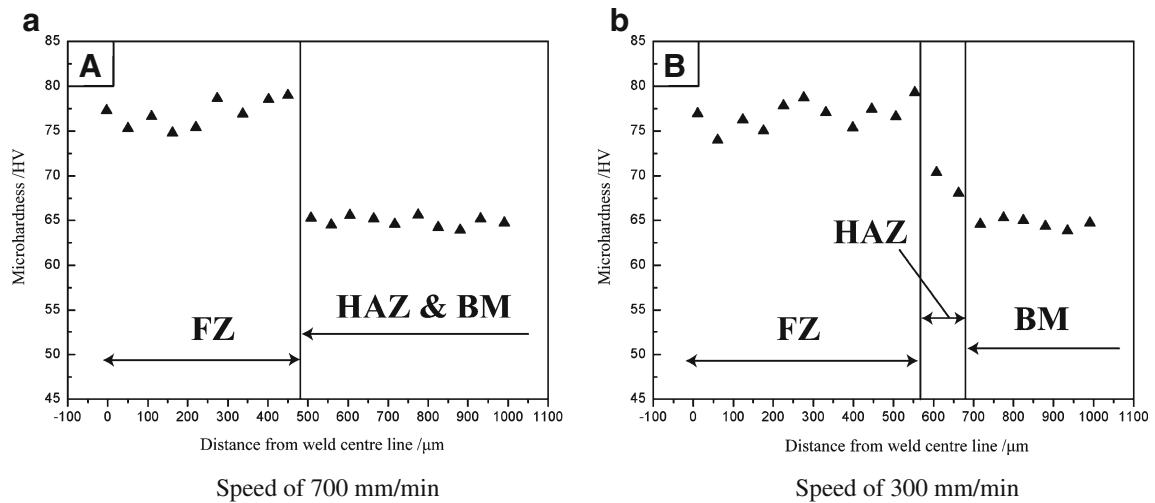 a
A
85
80
75
70
65
60
55
50
45
Microhardness /HV
FZ
HAZ & BM
-100 0 100 200 300 400 500 600 700 800 900 1000 1100
Distance from weld centre line /μm
Speed of 700 mm/min
b
B
85
80
75
70
65
60
55
50
45
Microhardness /HV
HAZ
FZ
BM
-100 0 100 200 300 400 500 600 700 800 900 1000 1100
Distance from weld centre line /μm
Speed of 300 mm/min